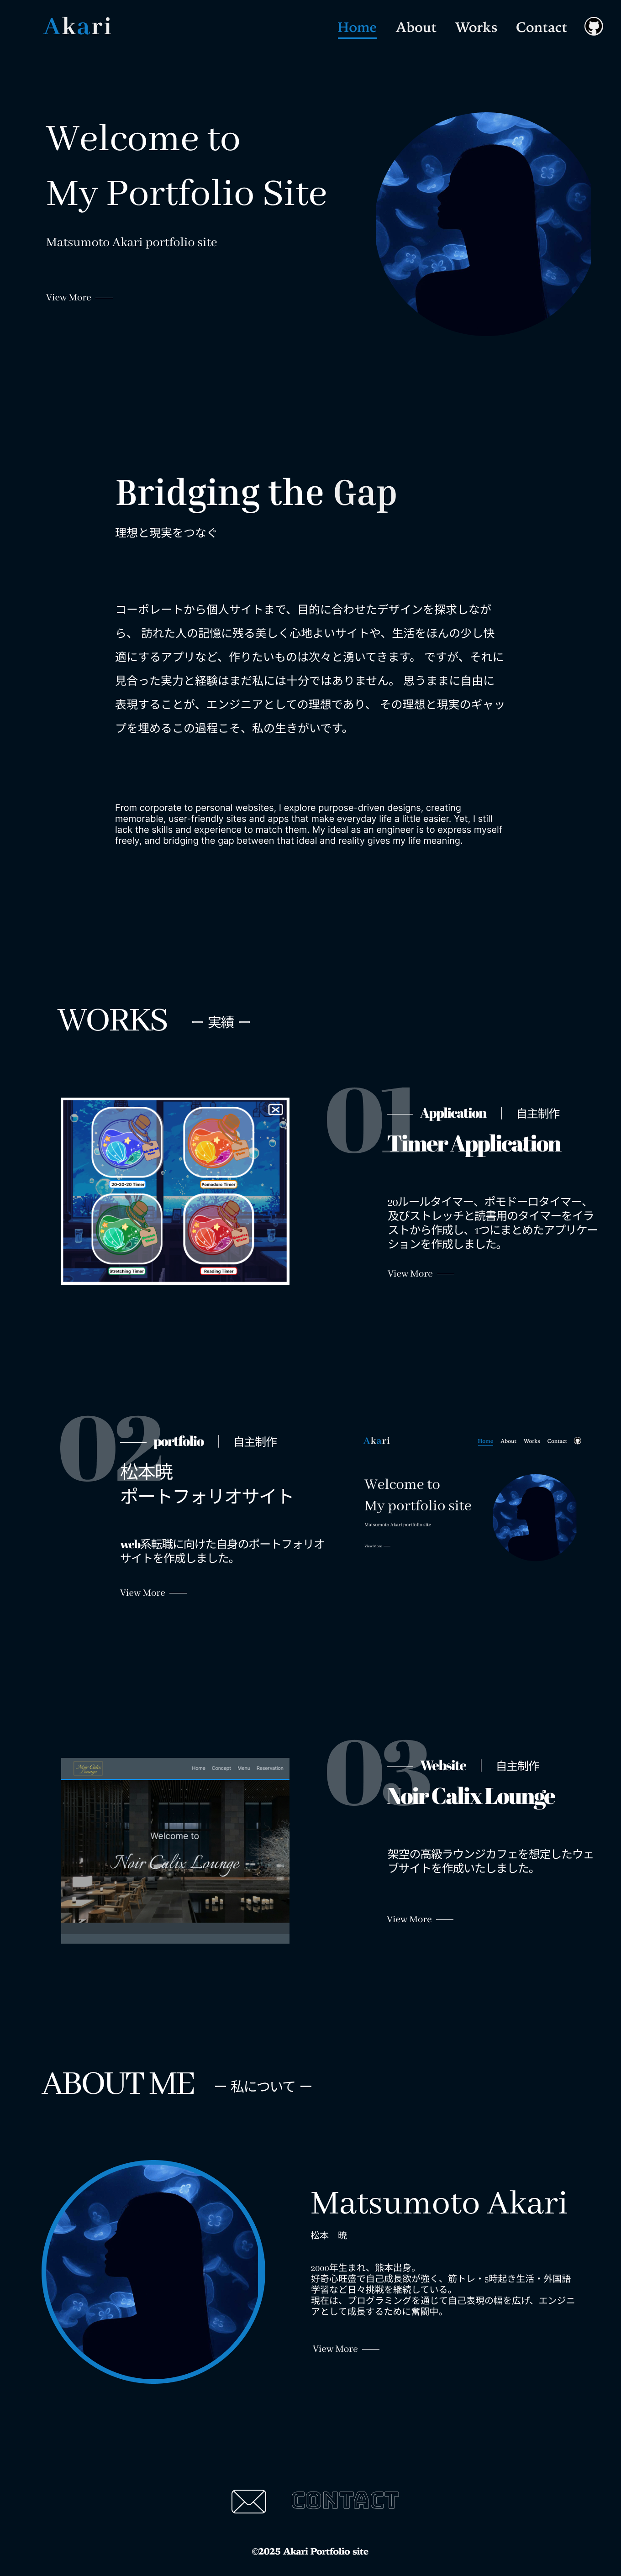 Akari
Home About Works Contact
Welcome to
My Portfolio Site
Matsumoto Akari portfolio site
View More
Bridging the Gap
理想と現実をつなぐ
コーポレートから個人サイトまで、目的に合わせたデザインを探求しなが
ら、 訪れた人の記憶に残る美しく心地よいサイトや、生活をほんの少し快
適にするアプリなど、作りたいものは次々と湧いてきます。 ですが、それに
見合った実力と経験はまだ私には十分ではありません。 思うままに自由に
表現することが、エンジニアとしての理想であり、 その理想と現実のギャッ
プを埋めるこの過程こそ、私の生きがいです。
From corporate to personal websites, I explore purpose-driven designs, creating
memorable, user-friendly sites and apps that make everyday life a little easier. Yet, I still
lack the skills and experience to match them. My ideal as an engineer is to express myself
freely, and bridging the gap between that ideal and reality gives my life meaning.
WORKS ー 実績 ー
20-20-20 Timer
Pomodoro Timer
Stretching Timer
Reading Timer
01
Application | 自主制作
Timer Application
20ルールタイマー、ポモドーロタイマー、
及びストレッチと読書用のタイマーをイラ
ストから作成し、1つにまとめたアプリケー
ションを作成しました。
View More
02
portfolio | 自主制作
松本暁
ポートフォリオサイト
web系転職に向けた自身のポートフォリオ
サイトを作成しました。
View More
Akari
Home About Works Contact
Welcome to
My portfolio site
Matsumoto Akari portfolio site
View More
Noir Calix
Lounge
Home Concept Menu Reservation
Welcome to
Noir Calix Lounge
03
Website | 自主制作
Noir Calix Lounge
架空の高級ラウンジカフェを想定したウェ
ブサイトを作成いたしました。
View More
ABOUT ME ー 私について ー
Matsumoto Akari
松本　暁
2000年生まれ、熊本出身。
好奇心旺盛で自己成長欲が強く、筋トレ・5時起き生活・外国語
学習など日々挑戦を継続している。
現在は、プログラミングを通じて自己表現の幅を広げ、エンジニ
アとして成長するために奮闘中。
View More
CONTACT
©2025 Akari Portfolio site